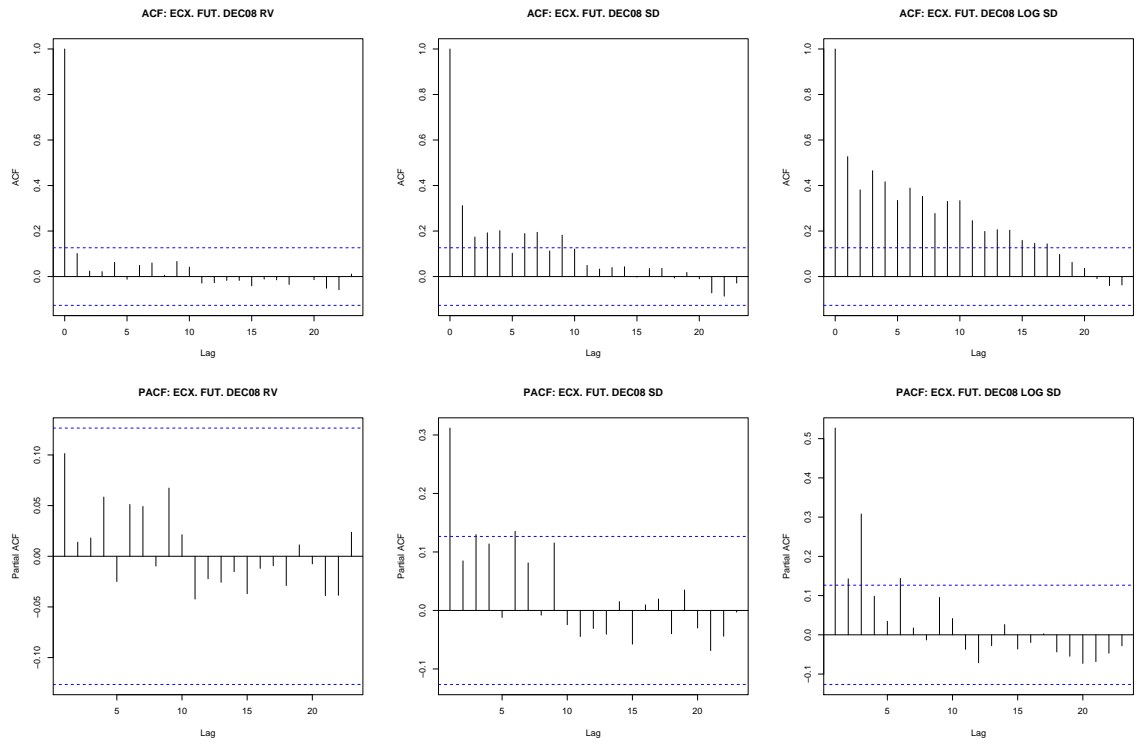 ACF: ECX. FUT. DEC08 RV
ACF
1.0
0.8
0.6
0.4
0.2
0.0
0 5 10 15 20
Lag
ACF: ECX. FUT. DEC08 SD
ACF
1.0
0.8
0.6
0.4
0.2
0.0
0 5 10 15 20
Lag
ACF: ECX. FUT. DEC08 LOG SD
ACF
1.0
0.8
0.6
0.4
0.2
0.0
0 5 10 15 20
Lag
PACF: ECX. FUT. DEC08 RV
Partial ACF
0.10
0.05
0.00
−0.05
−0.10
5 10 15 20
Lag
PACF: ECX. FUT. DEC08 SD
Partial ACF
0.3
0.2
0.1
0.0
−0.1
5 10 15 20
Lag
PACF: ECX. FUT. DEC08 LOG SD
Partial ACF
0.5
0.4
0.3
0.2
0.1
0.0
−0.1
5 10 15 20
Lag